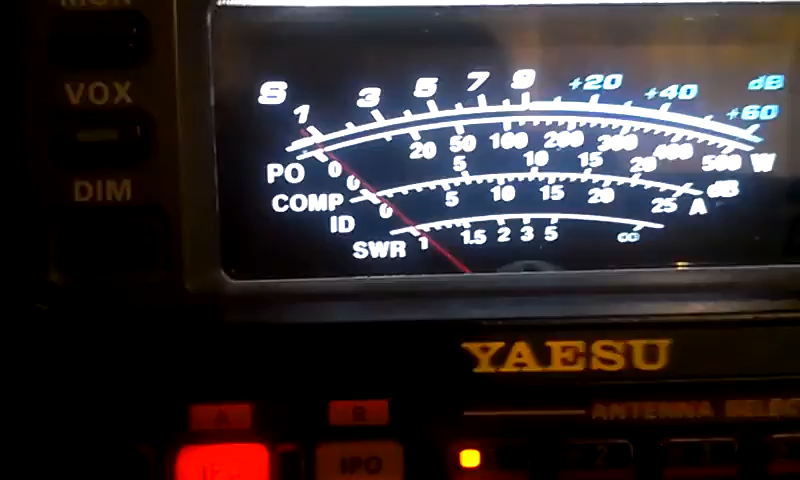 VOX
DIM
S 1 3 5 7 9 +20 +40 +60 dB
PO 0 20 50 100 200 300 400 500 W
COMP 0 5 10 15 20 dB
ID 0 5 10 15 20 25 A
SWR 1 1.5 2 3 5 ∞
YAESU
ANTENNA SELECT
A B
IPO
2